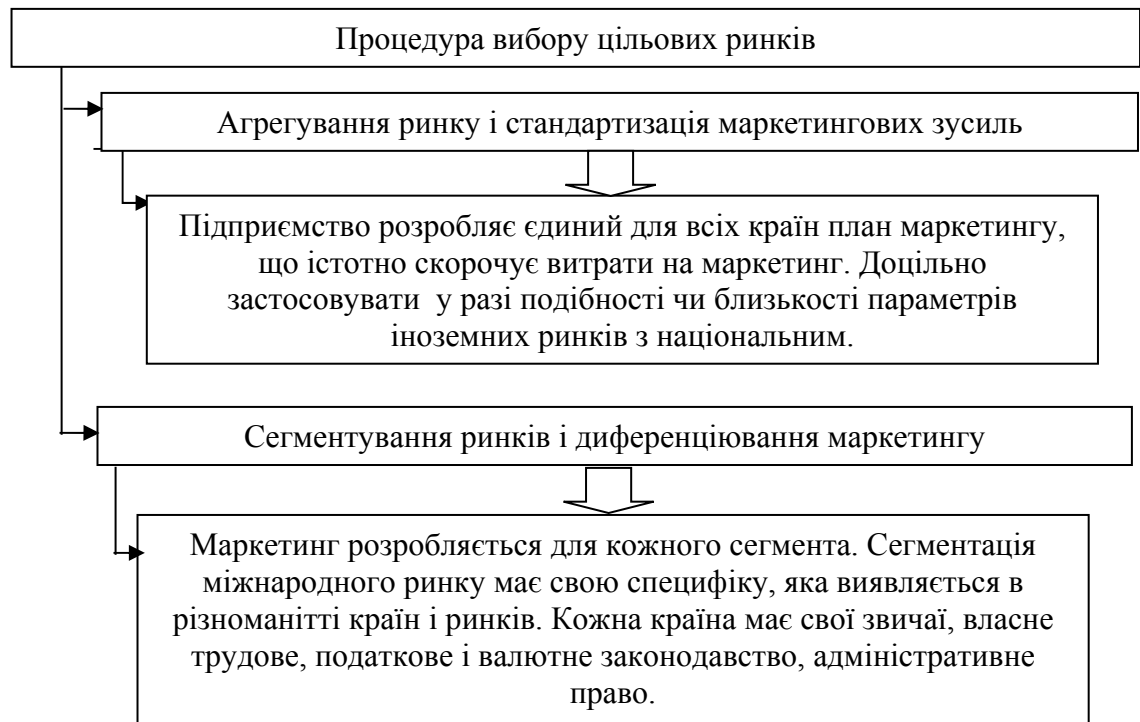 Процедура вибору цільових ринків
Агрегування ринку і стандартизація маркетингових зусиль
Підприємство розробляє єдиний для всіх країн план маркетингу,
що істотно скорочує витрати на маркетинг. Доцільно
застосовувати  у разі подібності чи близькості параметрів
іноземних ринків з національним.
Сегментування ринків і диференціювання маркетингу
Маркетинг розробляється для кожного сегмента. Сегментація
міжнародного ринку має свою специфіку, яка виявляється в
різноманітті країн і ринків. Кожна країна має свої звичаї, власне
трудове, податкове і валютне законодавство, адміністративне
право.